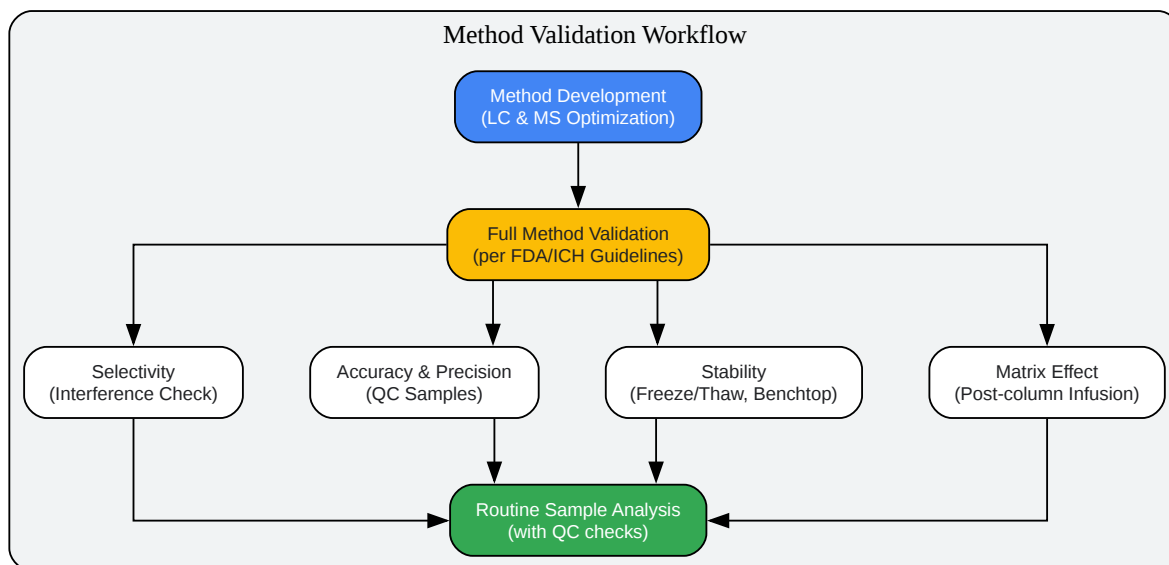 Method Validation Workflow
Method Development
(LC & MS Optimization)
Full Method Validation
(per FDA/ICH Guidelines)
Selectivity
(Interference Check)
Accuracy & Precision
(QC Samples)
Stability
(Freeze/Thaw, Benchtop)
Matrix Effect
(Post-column Infusion)
Routine Sample Analysis
(with QC checks)